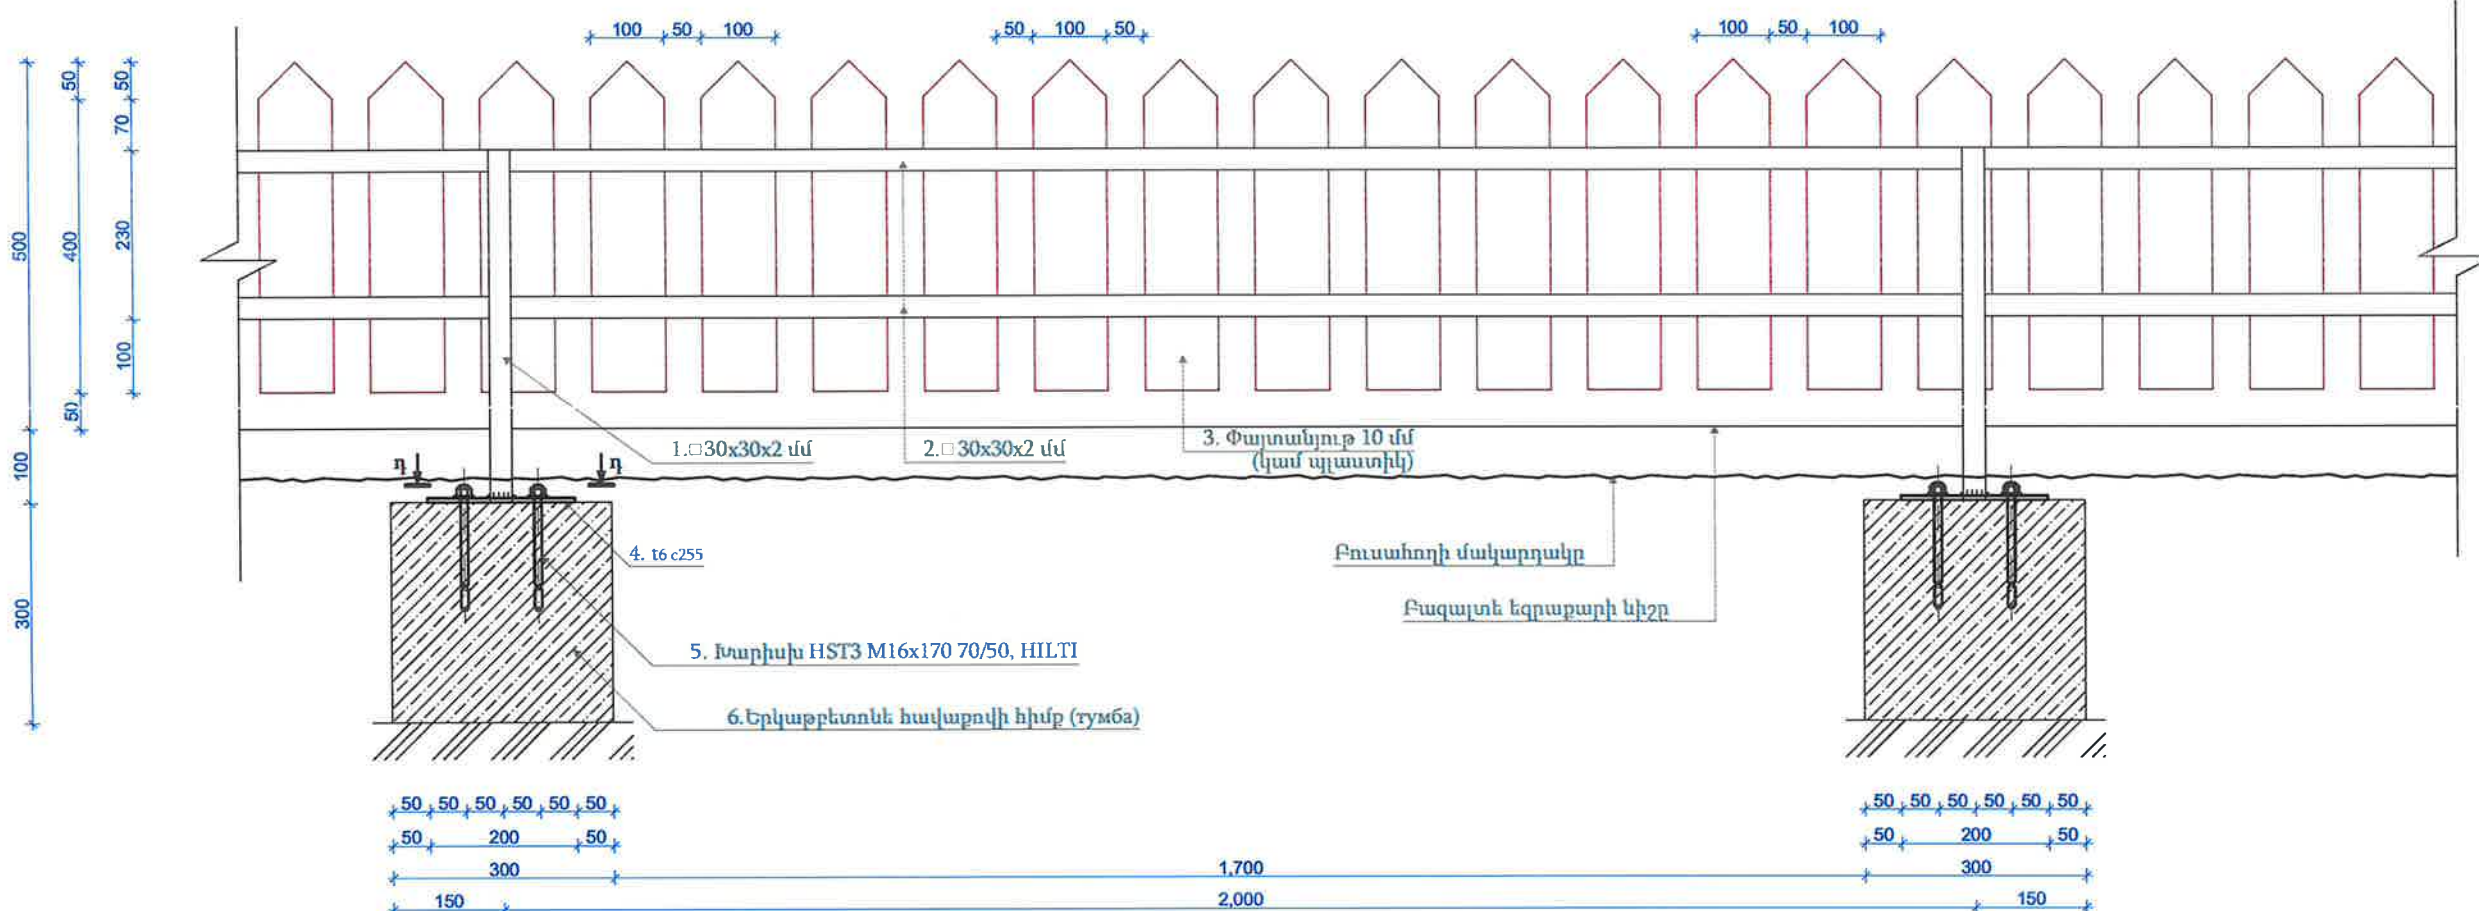 100 50 100
50 100 50
100 50 100
500
100
300
50
400
50
50
70
230
100
1.□30x30x2 մմ
2.□30x30x2 մմ
3. Փայտանյութ 10 մմ
(կամ պլաստիկ)
դ դ
4. t6 c255
Բուսահողի մակարդակը
Բազալտե եզրաքարի նիշը
5. Խարիսխ HST3 M16x170 70/50, HILTI
6.Երկաթբետոնե հավաքովի հիմք (тумба)
50 50 50 50 50 50
50 200 50
300
150
1,700
2,000
50 50 50 50 50 50
50 200 50
300
150